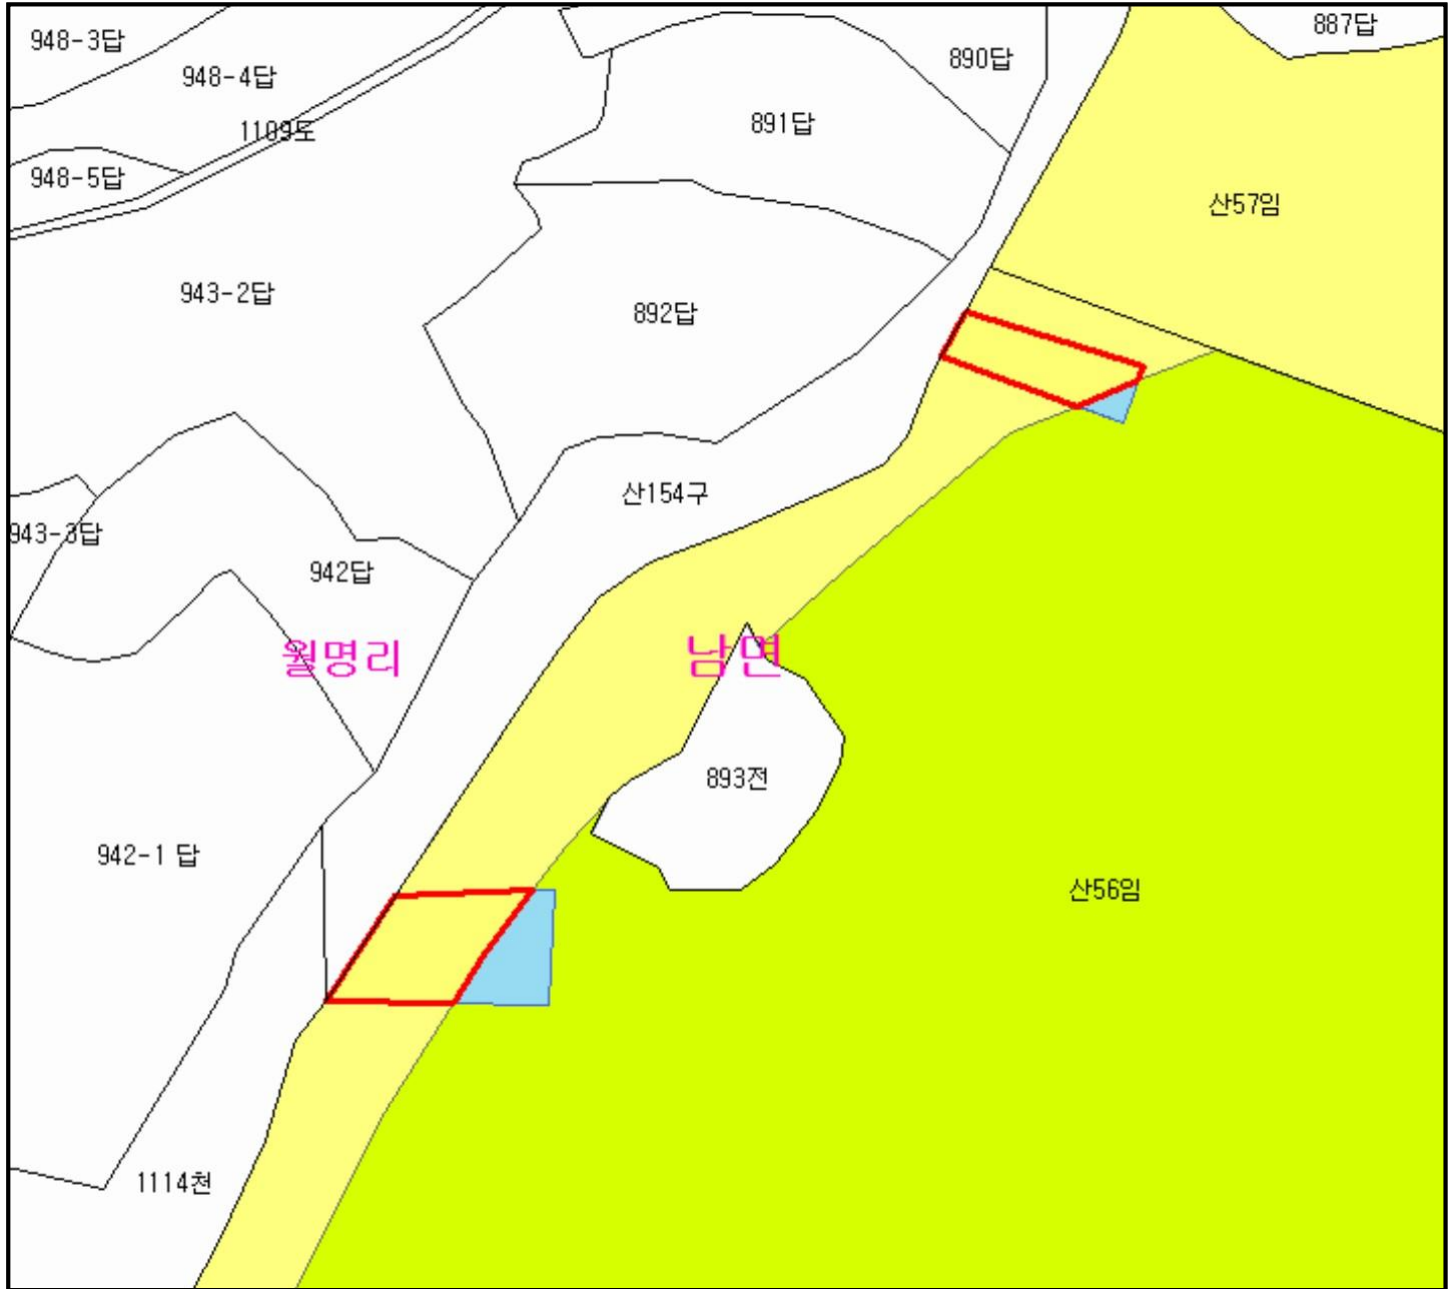 948-3답
887답
890답
948-4답
891답
1109도
948-5답
산57임
943-2답
892답
산154구
943-3답
942답
월명리
남면
893전
942-1 답
산56임
1114천